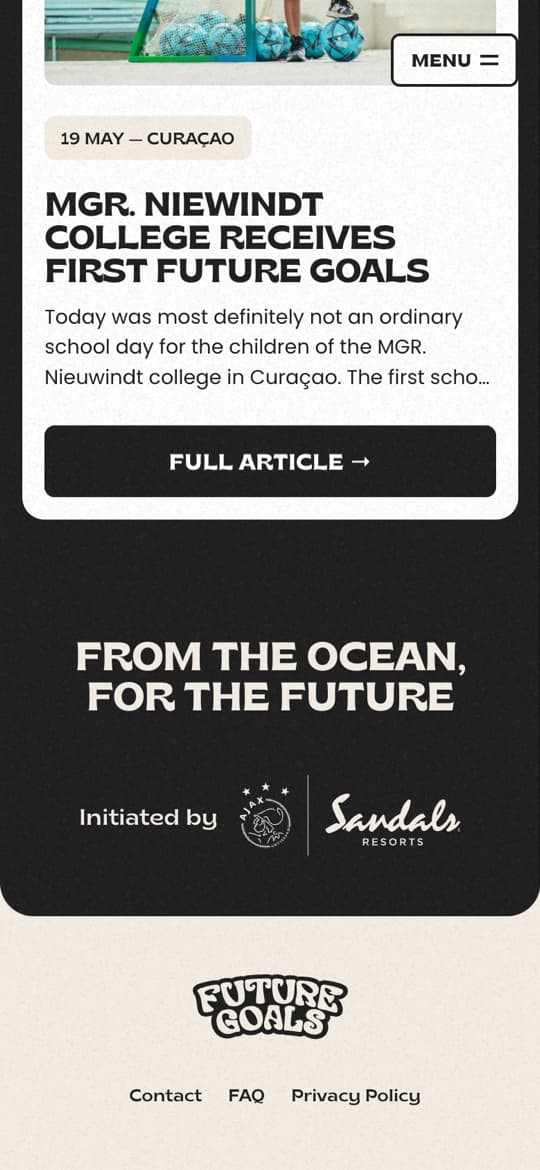 MENU
19 MAY — CURAÇAO
MGR. NIEWINDT
COLLEGE RECEIVES
FIRST FUTURE GOALS
Today was most definitely not an ordinary
school day for the children of the MGR.
Nieuwindt college in Curaçao. The first scho...
FULL ARTICLE →
FROM THE OCEAN,
FOR THE FUTURE
Initiated by
AJAX
Sandals
RESORTS
FUTURE
GOALS
Contact FAQ Privacy Policy